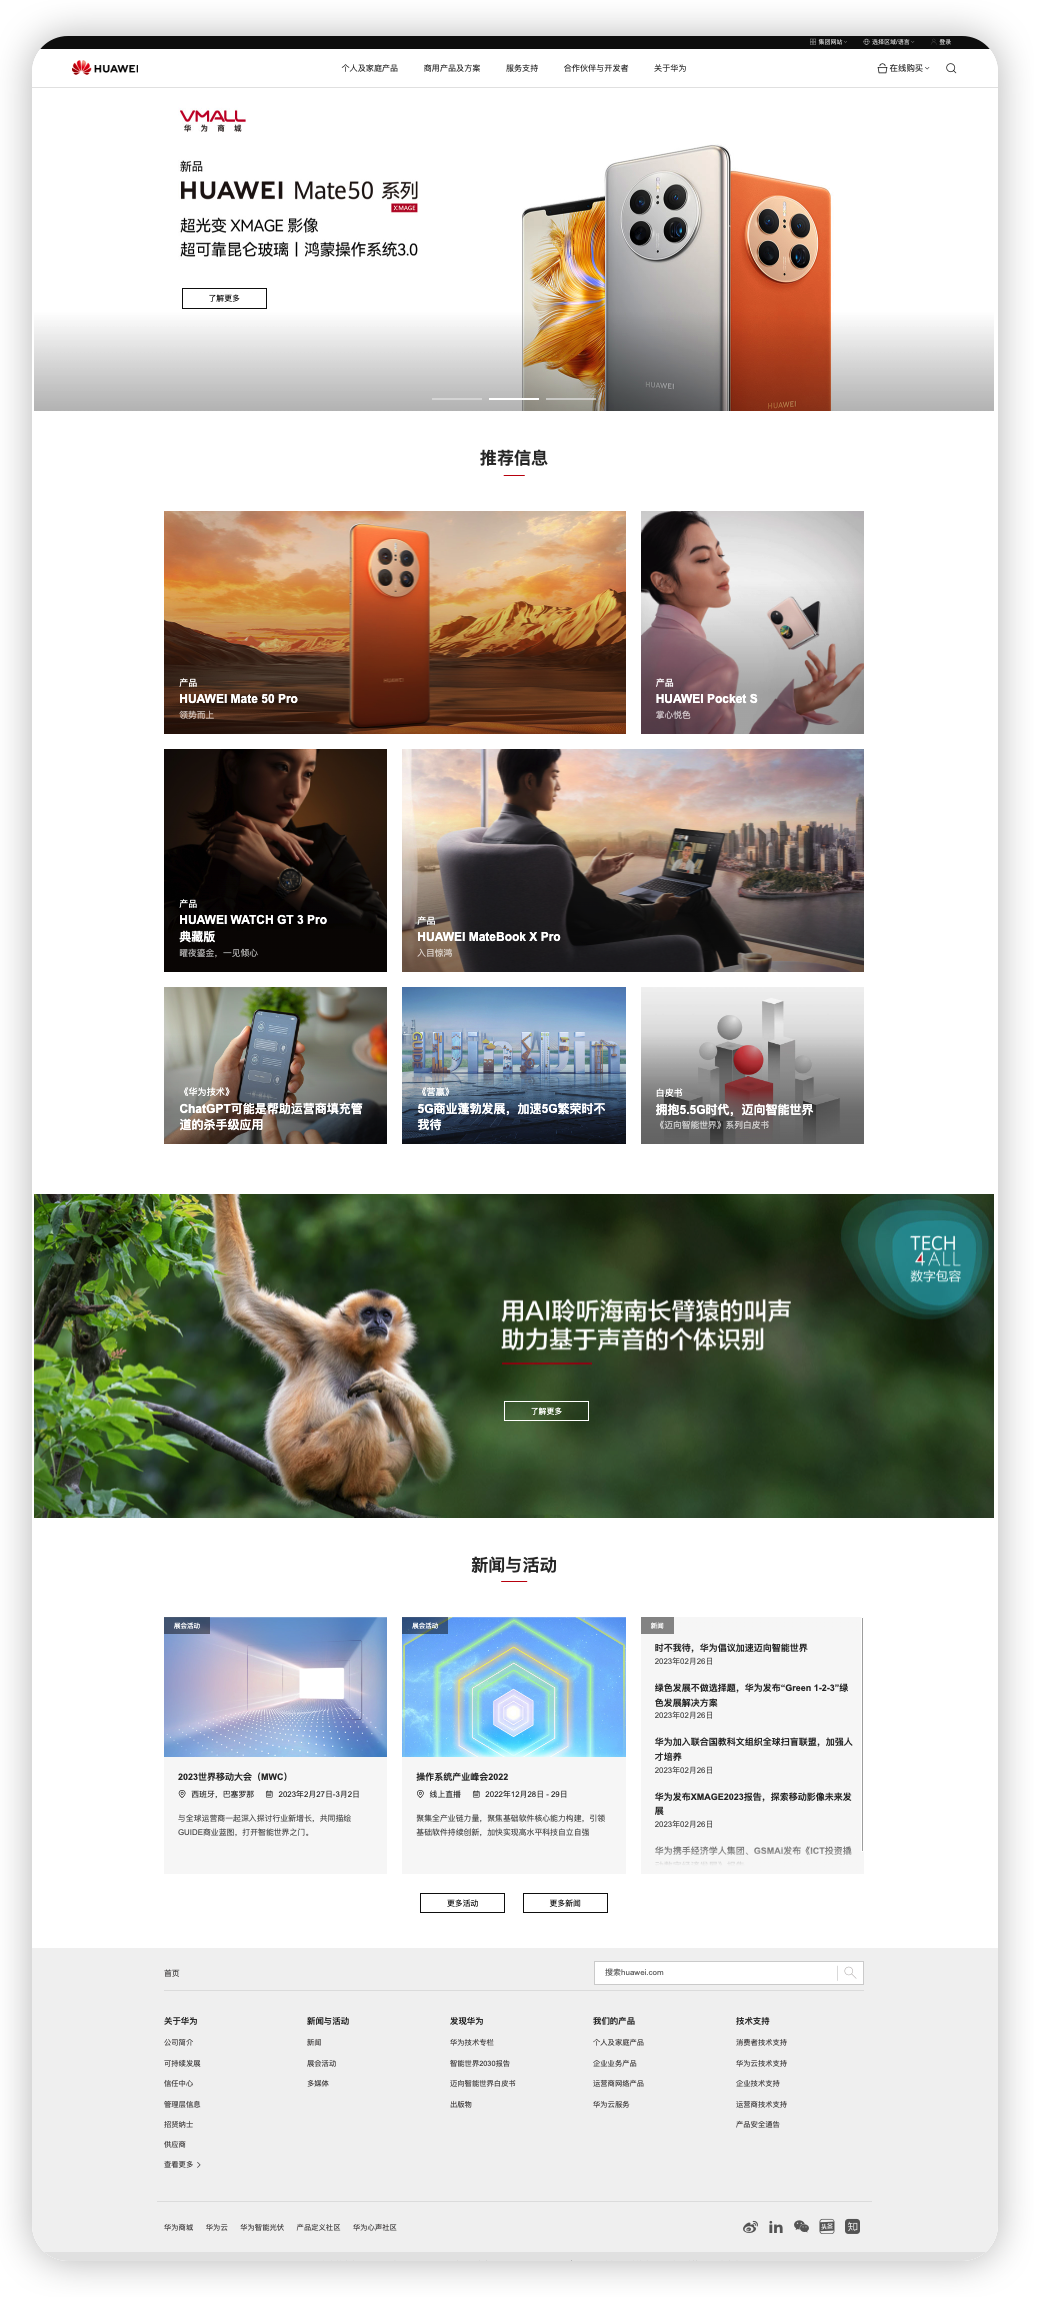 集团网站
选择区域/语言
登录
HUAWEI
个人及家庭产品
商用产品及方案
服务支持
合作伙伴与开发者
关于华为
在线购买
VMALL
华为商城
新品
HUAWEI Mate50 系列
XMAGE
超光变 XMAGE 影像
超可靠昆仑玻璃丨鸿蒙操作系统3.0
了解更多
HUAWEI
HUAWEI
推荐信息
产品
HUAWEI Mate 50 Pro
领势而上
产品
HUAWEI Pocket S
掌心悦色
产品
HUAWEI WATCH GT 3 Pro
典藏版
曜夜鎏金，一见倾心
产品
HUAWEI MateBook X Pro
入目惊鸿
《华为技术》
ChatGPT可能是帮助运营商填充管
道的杀手级应用
GUIDE
WinWin
《营赢》
5G商业蓬勃发展，加速5G繁荣时不
我待
白皮书
拥抱5.5G时代，迈向智能世界
《迈向智能世界》系列白皮书
TECH
4ALL
数字包容
用AI聆听海南长臂猿的叫声
助力基于声音的个体识别
了解更多
新闻与活动
展会活动
2023世界移动大会（MWC）
西班牙，巴塞罗那
2023年2月27日-3月2日
与全球运营商一起深入探讨行业新增长，共同描绘
GUIDE商业蓝图，打开智能世界之门。
展会活动
操作系统产业峰会2022
线上直播
2022年12月28日 - 29日
聚集全产业链力量，聚焦基础软件核心能力构建，引领
基础软件持续创新，加快实现高水平科技自立自强
新闻
时不我待，华为倡议加速迈向智能世界
2023年02月26日
绿色发展不做选择题，华为发布“Green 1-2-3”绿
色发展解决方案
2023年02月26日
华为加入联合国教科文组织全球扫盲联盟，加强人
才培养
2023年02月26日
华为发布XMAGE2023报告，探索移动影像未来发
展
2023年02月26日
华为携手经济学人集团、GSMAi发布《ICT投资撬
更多活动
更多新闻
首页
搜索huawei.com
关于华为
公司简介
可持续发展
信任中心
管理层信息
招贤纳士
供应商
查看更多 >
新闻与活动
新闻
展会活动
多媒体
发现华为
华为技术专栏
智能世界2030报告
迈向智能世界白皮书
出版物
我们的产品
个人及家庭产品
企业业务产品
运营商网络产品
华为云服务
技术支持
消费者技术支持
华为云技术支持
企业技术支持
运营商技术支持
产品安全通告
华为商城
华为云
华为智能光伏
产品定义社区
华为心声社区
in
头条
知